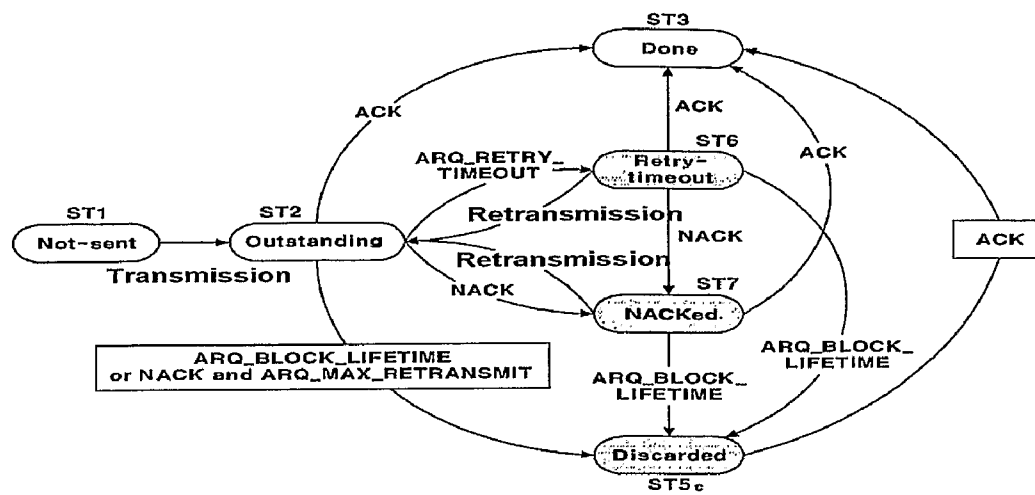 ST3
Done
ACK
ACK
ST6
Retry-
timeout
ARQ_RETRY_
TIMEOUT
ACK
ST1
Not-sent
ST2
Outstanding
Retransmission
NACK
ACK
Transmission
Retransmission
NACK
ST7
NACKed.
ARQ_BLOCK_LIFETIME
or NACK and ARQ_MAX_RETRANSMIT
ARQ_BLOCK_
LIFETIME
ARQ_BLOCK_
LIFETIME
Discarded
ST5c